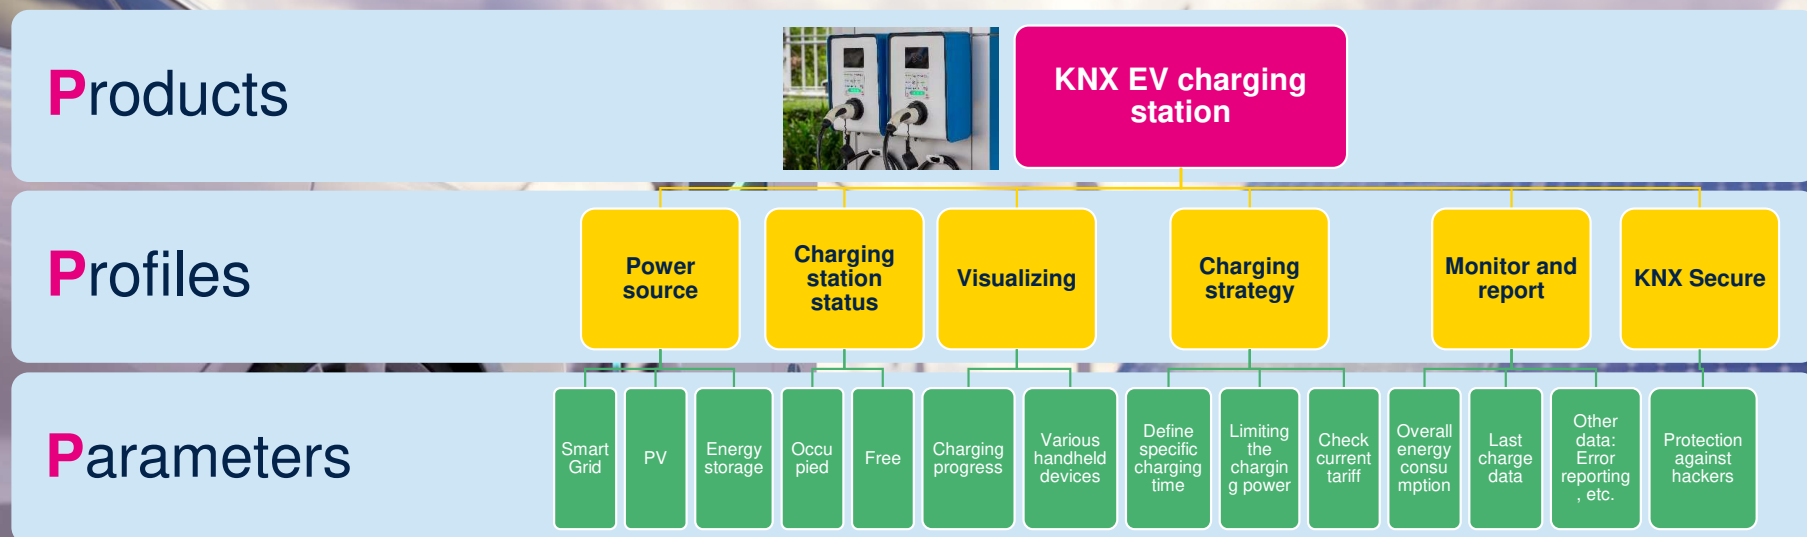 Products
KNX EV charging
station
Profiles
Power
source
Charging
station
status
Visualizing
Charging
strategy
Monitor and
report
KNX Secure
Parameters
Smart
Grid
PV
Energy
storage
Occu
pied
Free
Charging
progress
Various
handheld
devices
Define
specific
charging
time
Limiting
the
chargin
g power
Check
current
tariff
Overall
energy
consu
mption
Last
charge
data
Other
data:
Error
reporting
, etc.
Protection
against
hackers